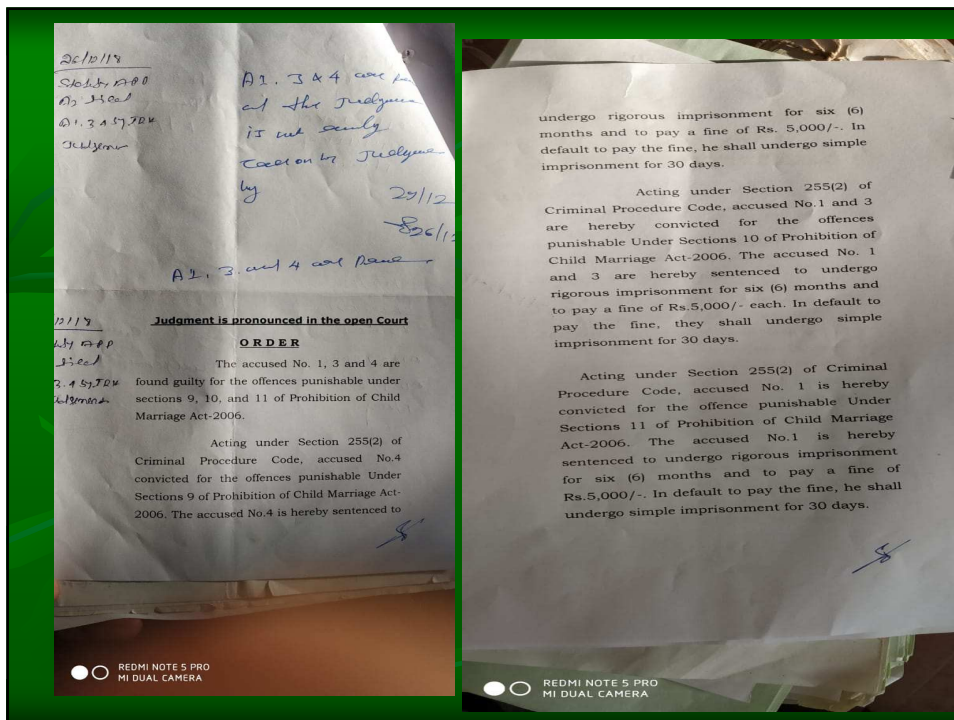 26/12/18
A1. 3 & 4 are
at the Judgme
is not
by Judgme
by
29/12
26/1
A1. 3. and 4 are
12/18
Judgment is pronounced in the open Court
ORDER
The accused No. 1, 3 and 4 are
found guilty for the offences punishable under
sections 9, 10, and 11 of Prohibition of Child
Marriage Act-2006.
Acting under Section 255(2) of
Criminal Procedure Code, accused No.4
convicted for the offences punishable Under
Sections 9 of Prohibition of Child Marriage Act-
2006. The accused No.4 is hereby sentenced to
REDMI NOTE 5 PRO
MI DUAL CAMERA
undergo rigorous imprisonment for six (6)
months and to pay a fine of Rs. 5,000/-. In
default to pay the fine, he shall undergo simple
imprisonment for 30 days.
Acting under Section 255(2) of
Criminal Procedure Code, accused No.1 and 3
are hereby convicted for the offences
punishable Under Sections 10 of Prohibition of
Child Marriage Act-2006. The accused No. 1
and 3 are hereby sentenced to undergo
rigorous imprisonment for six (6) months and
to pay a fine of Rs.5,000/- each. In default to
pay the fine, they shall undergo simple
imprisonment for 30 days.
Acting under Section 255(2) of Criminal
Procedure Code, accused No. 1 is hereby
convicted for the offence punishable Under
Sections 11 of Prohibition of Child Marriage
Act-2006. The accused No.1 is hereby
sentenced to undergo rigorous imprisonment
for six (6) months and to pay a fine of
Rs.5,000/-. In default to pay the fine, he shall
undergo simple imprisonment for 30 days.
REDMI NOTE 5 PRO
MI DUAL CAMERA